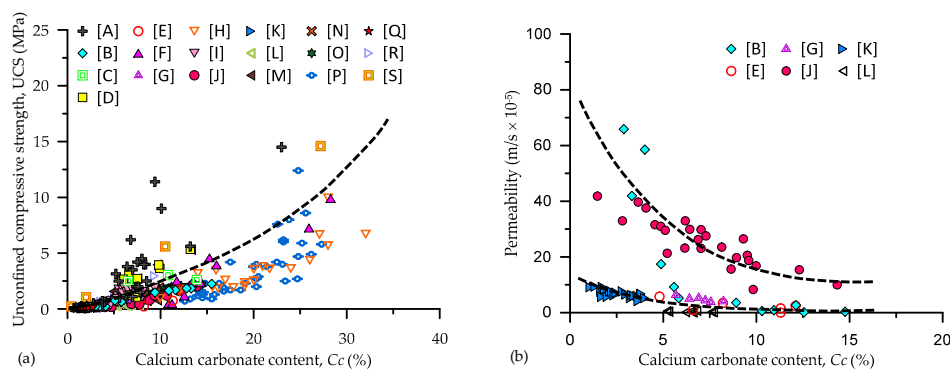 25
20
15
10
5
0
Unconfined compressive strength, UCS (MPa)
[A] [E] [H] [K] [N] [Q]
[B] [F] [I] [L] [O] [R]
[C] [G] [J] [M] [P] [S]
[D]
0 10 20 30 40
(a) Calcium carbonate content, Cc (%)
100
80
60
40
20
0
Permeability (m/s × 10-5)
[B] [G] [K]
[E] [J] [L]
0 5 10 15 20
(b) Calcium carbonate content, Cc (%)